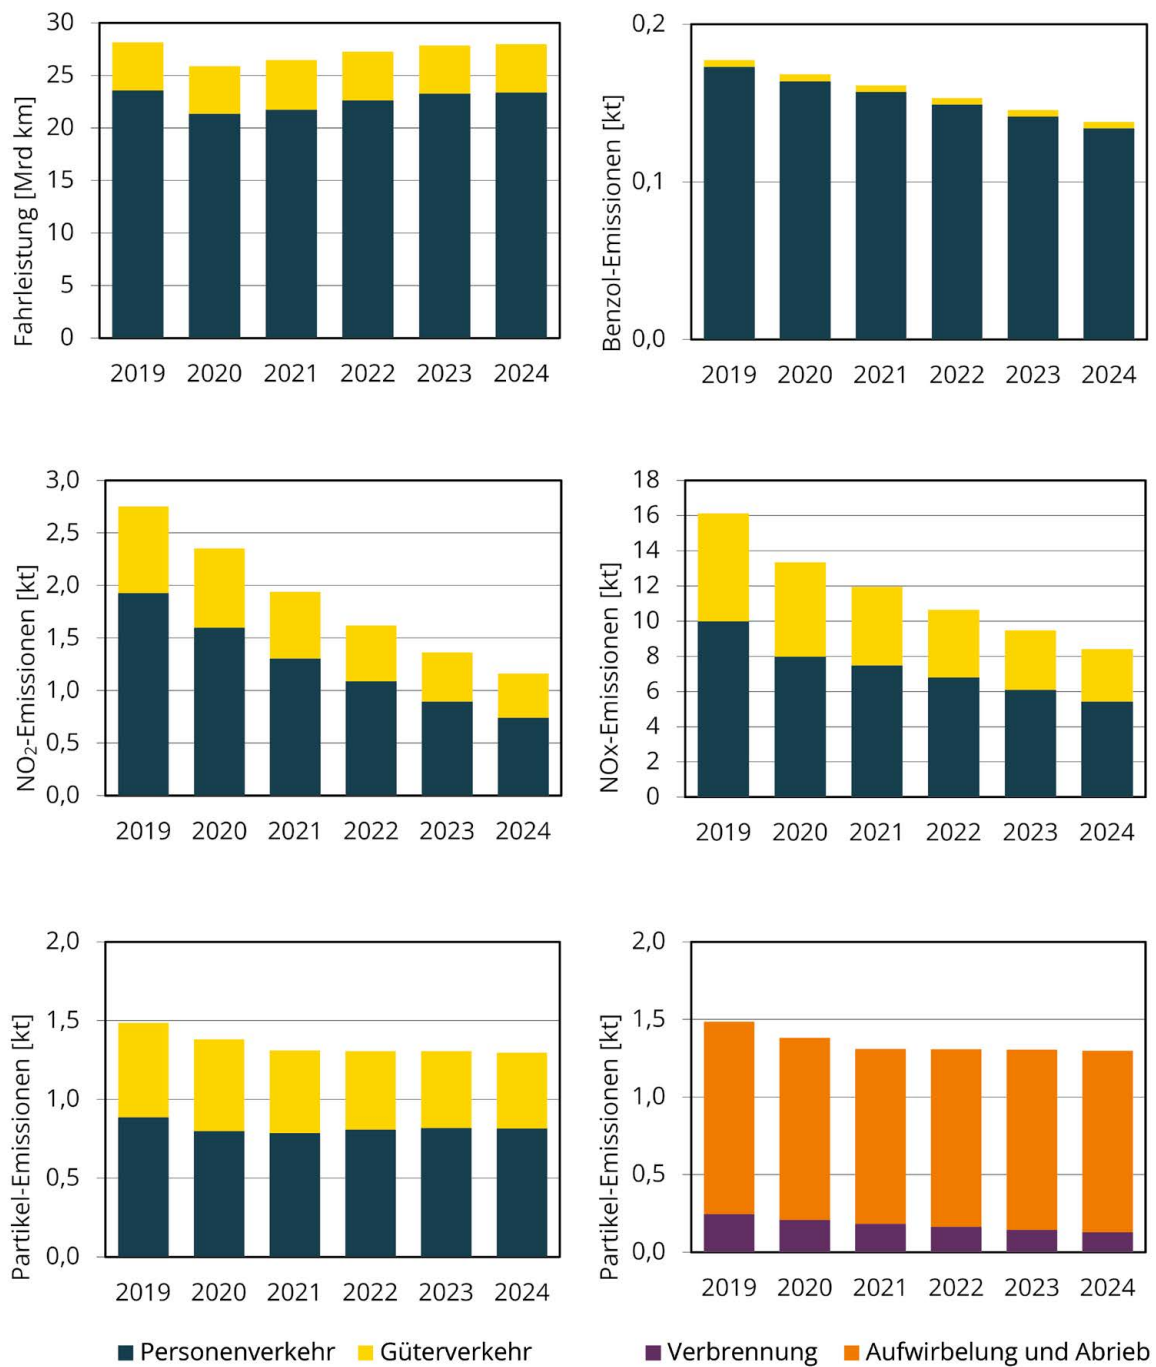 Fahrleistung [Mrd km]
30
25
20
15
10
5
0
2019 2020 2021 2022 2023 2024
Benzol-Emissionen [kt]
0,2
0,1
0,0
2019 2020 2021 2022 2023 2024
NO₂-Emissionen [kt]
3,0
2,5
2,0
1,5
1,0
0,5
0,0
2019 2020 2021 2022 2023 2024
NOx-Emissionen [kt]
18
16
14
12
10
8
6
4
2
0
2019 2020 2021 2022 2023 2024
Partikel-Emissionen [kt]
2,0
1,5
1,0
0,5
0,0
2019 2020 2021 2022 2023 2024
Partikel-Emissionen [kt]
2,0
1,5
1,0
0,5
0,0
2019 2020 2021 2022 2023 2024
Personenverkehr Güterverkehr
Verbrennung Aufwirbelung und Abrieb